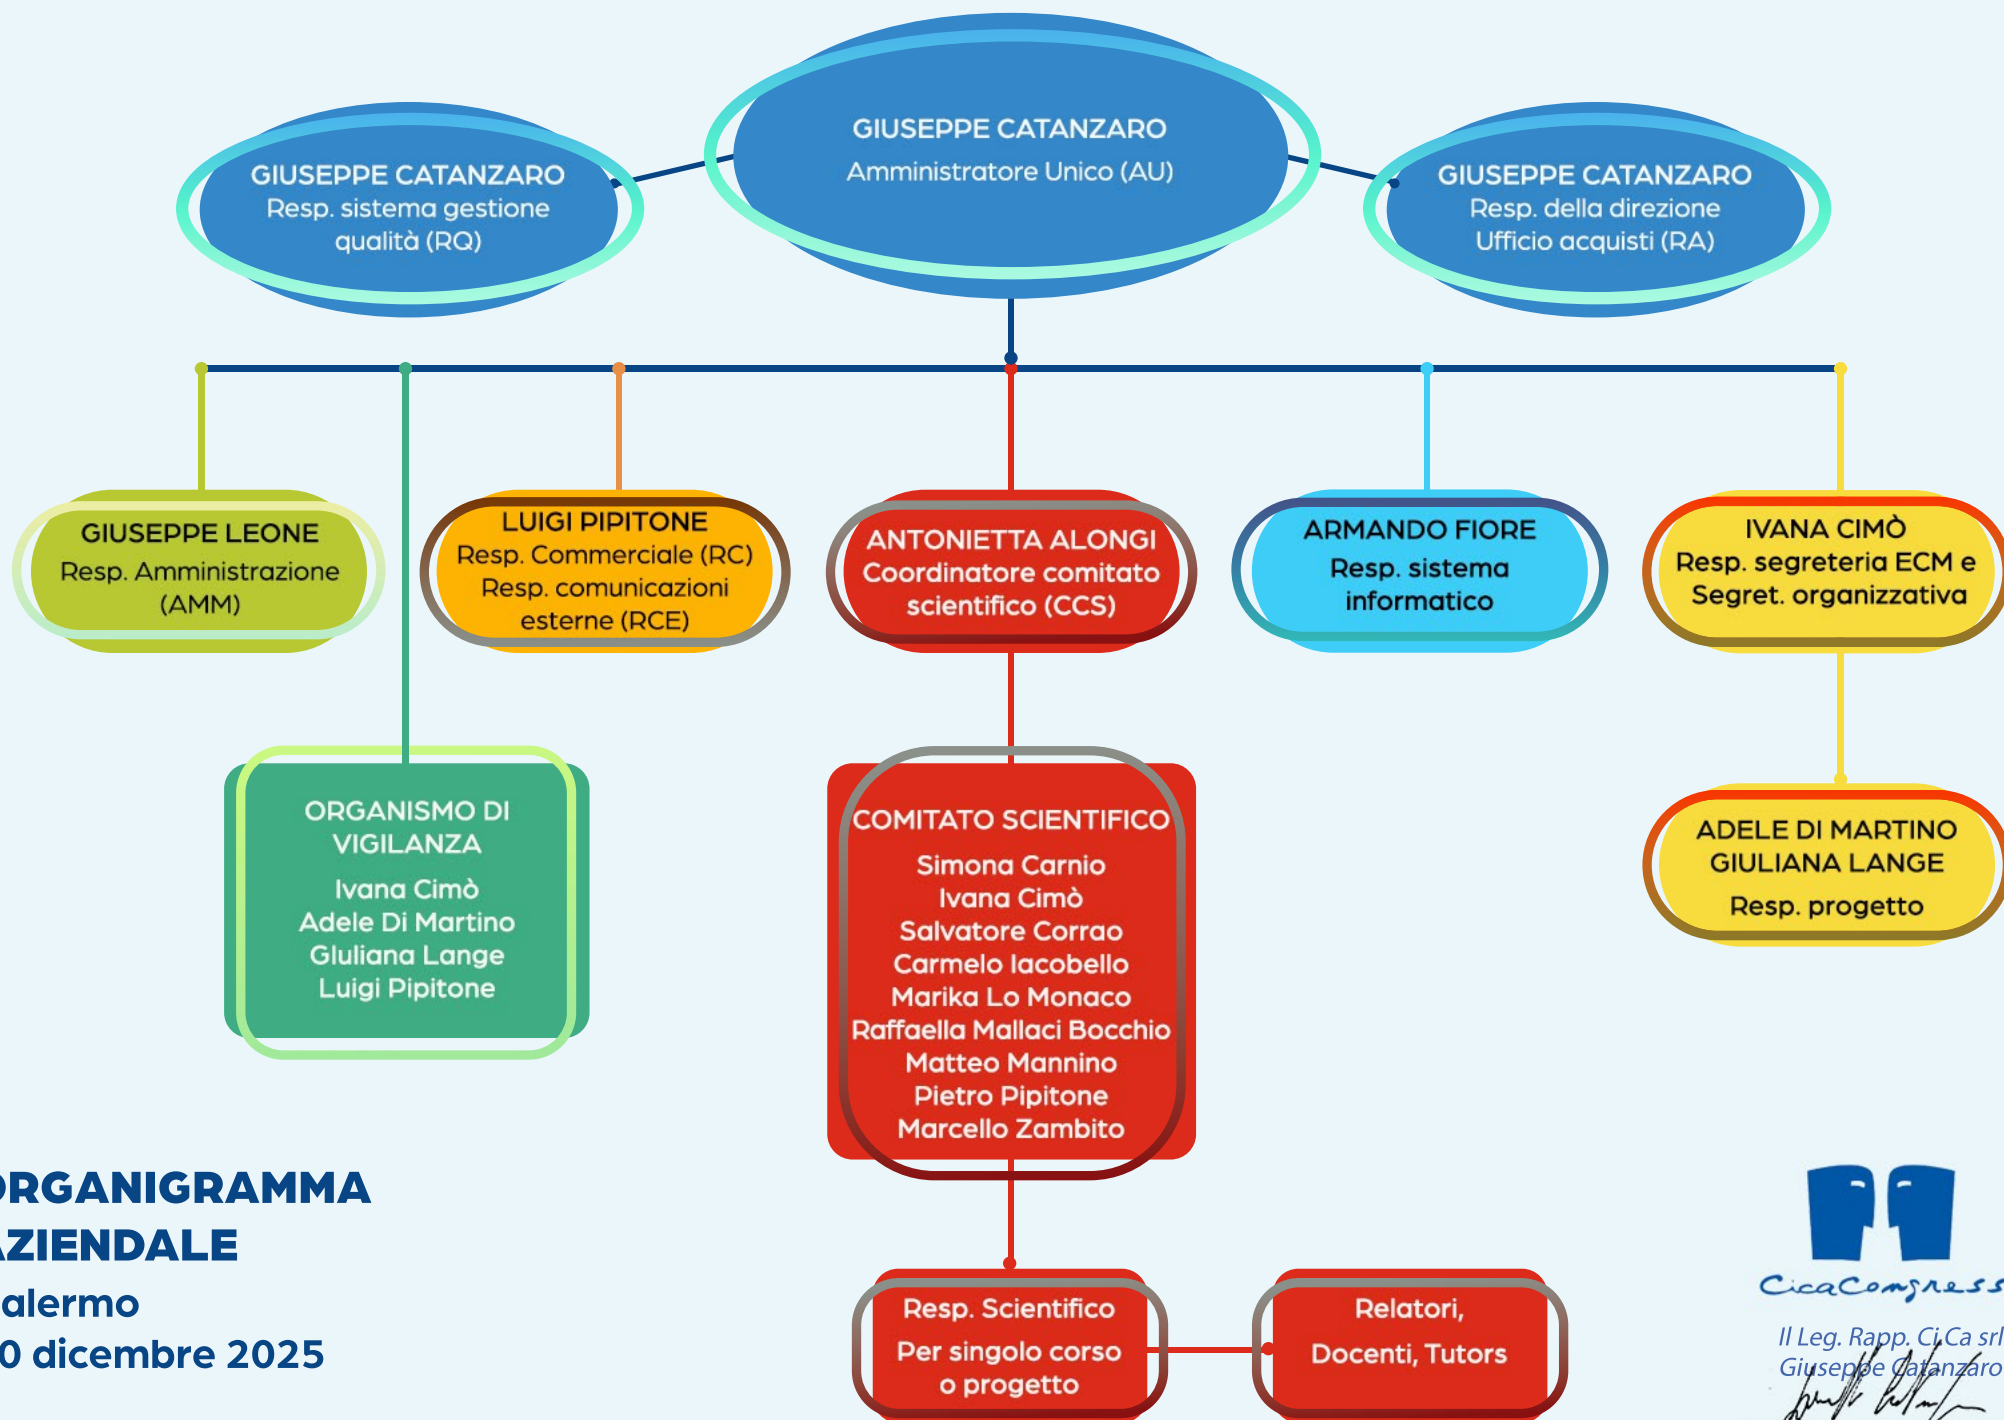 GIUSEPPE CATANZARO
Amministratore Unico (AU)
GIUSEPPE CATANZARO
Resp. sistema gestione
qualità (RQ)
GIUSEPPE CATANZARO
Resp. della direzione
Ufficio acquisti (RA)
GIUSEPPE LEONE
Resp. Amministrazione
(AMM)
LUIGI PIPITONE
Resp. Commerciale (RC)
Resp. comunicazioni
esterne (RCE)
ANTONIETTA ALONGI
Coordinatore comitato
scientifico (CCS)
ARMANDO FIORE
Resp. sistema
informatico
IVANA CIMÒ
Resp. segreteria ECM e
Segret. organizzativa
ORGANISMO DI
VIGILANZA
Ivana Cimò
Adele Di Martino
GIuliana Lange
Luigi Pipitone
COMITATO SCIENTIFICO
Simona Carnio
Ivana Cimò
Salvatore Corrao
Carmelo Iacobello
Marika Lo Monaco
Raffaella Mallaci Bocchio
Matteo Mannino
Pietro Pipitone
Marcello Zambito
ADELE DI MARTINO
GIULIANA LANGE
Resp. progetto
Resp. Scientifico
Per singolo corso
o progetto
Relatori,
Docenti, Tutors
ORGANIGRAMMA
AZIENDALE
alermo
0 dicembre 2025
CicaCongress
Il Leg. Rapp. Ci.Ca srl
Giuseppe Catanzaro